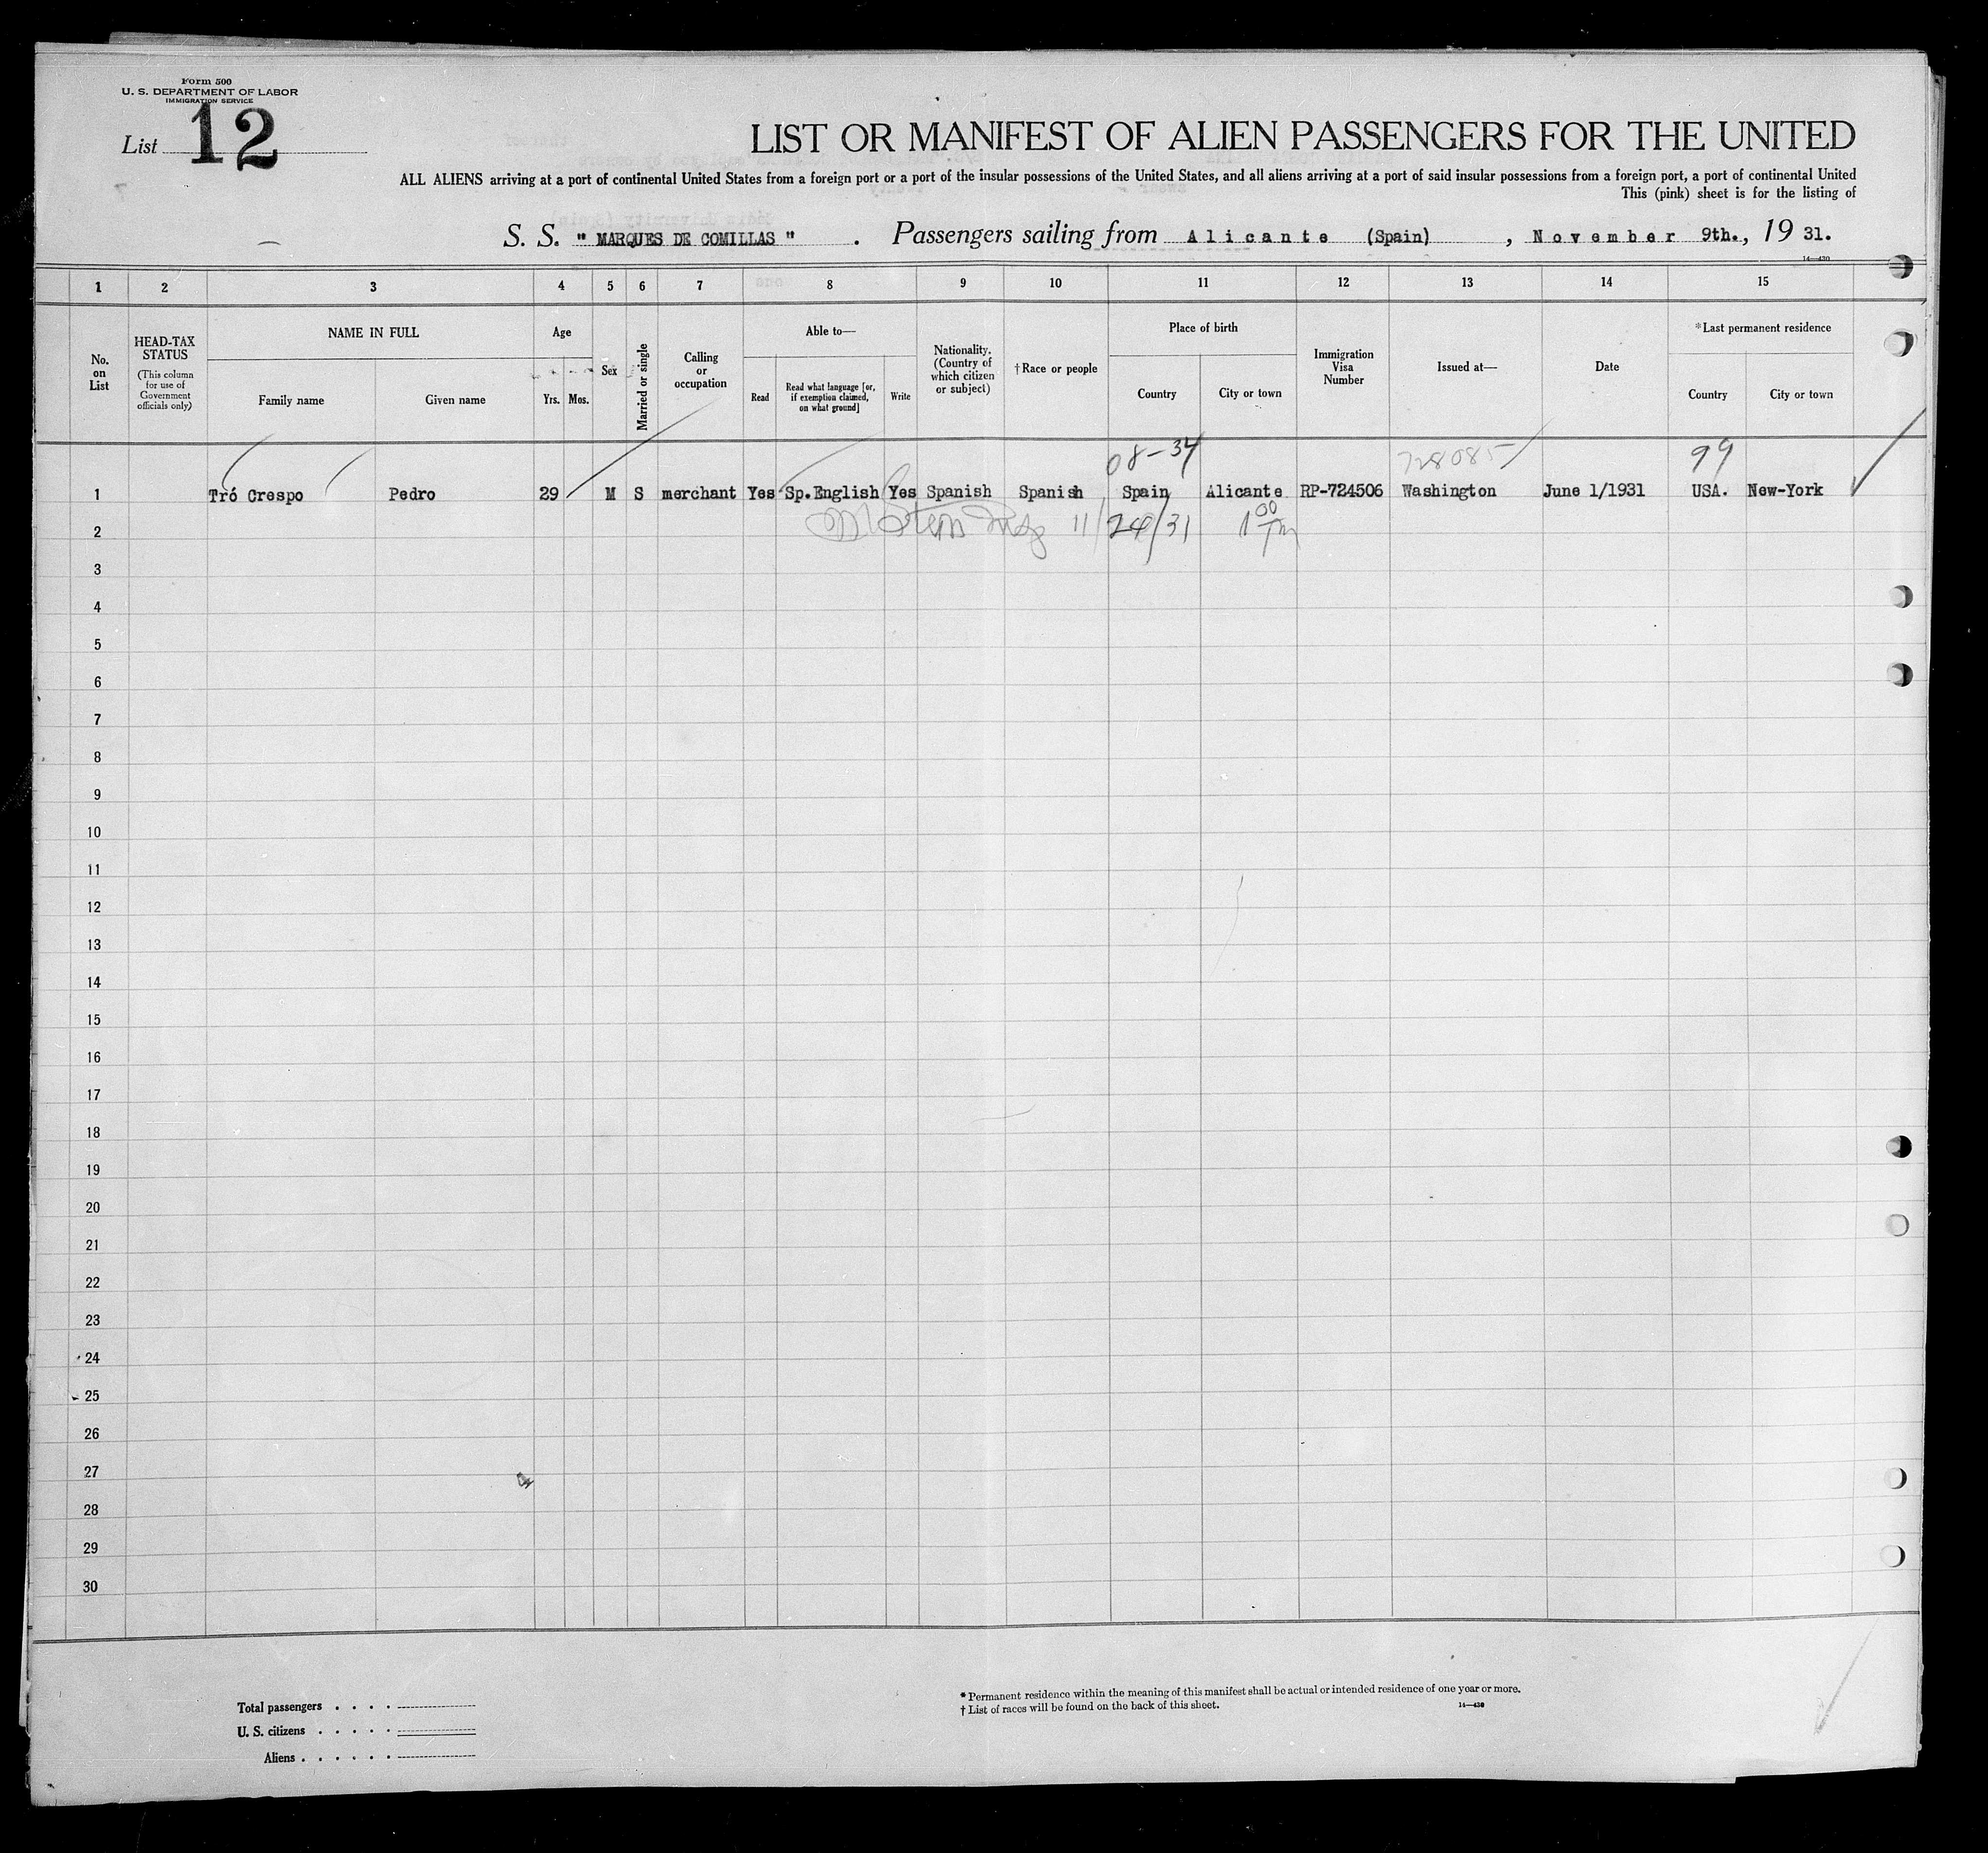 Form 500
U. S. DEPARTMENT OF LABOR
IMMIGRATION SERVICE
List 12
LIST OR MANIFEST OF ALIEN PASSENGERS FOR THE UNITED
ALL ALIENS arriving at a port of continental United States from a foreign port or a port of the insular possessions of the United States, and all aliens arriving at a port of said insular possessions from a foreign port, a port of continental United
This (pink) sheet is for the listing of
S. S. " MARQUES DE COMILLAS " . Passengers sailing from Alicante (Spain) , November 9th., 19 31.
14—430
1 2 3 4 5 6 7 8 9 10 11 12 13 14 15
No. on List
HEAD-TAX STATUS
(This column for use of Government officials only)
NAME IN FULL
Family name
Given name
Age
Yrs.
Mos.
Sex
Married or single
Calling or occupation
Able to—
Read
Read what language [or, if exemption claimed, on what ground]
Write
Nationality. (Country of which citizen or subject)
† Race or people
Place of birth
Country
City or town
Immigration Visa Number
Issued at—
Date
* Last permanent residence
Country
City or town
08-34 728085 99
1 Tró Crespo Pedro 29 M S merchant Yes Sp.English Yes Spanish Spanish Spain Alicante RP-724506 Washington June 1/1931 USA. New-York
2 11/24/31 1 00
3
4
5
6
7
8
9
10
11
12
13
14
15
16
17
18
19
20
21
22
23
24
25
26
27
28
29
30
Total passengers . . . .
U. S. citizens . . . . .
Aliens . . . . . .
* Permanent residence within the meaning of this manifest shall be actual or intended residence of one year or more.
† List of races will be found on the back of this sheet.
14—430